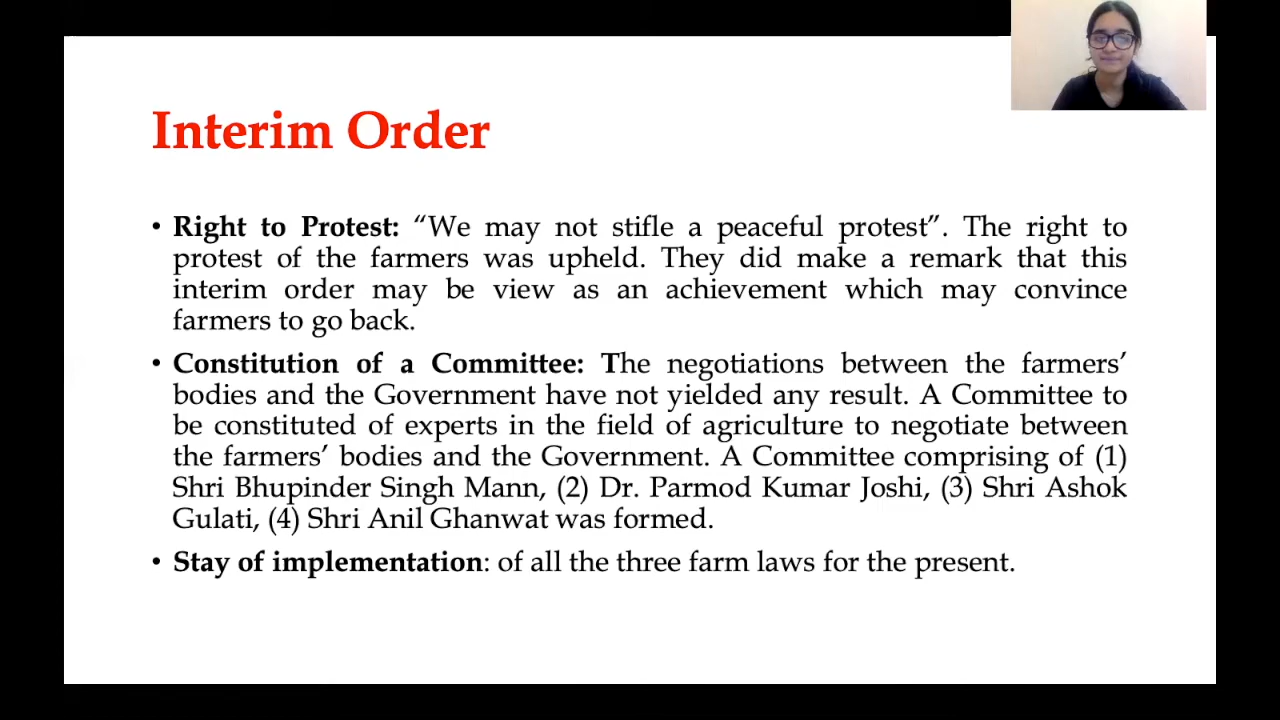 Interim Order
• Right to Protest: “We may not stifle a peaceful protest”. The right to
protest of the farmers was upheld. They did make a remark that this
interim order may be view as an achievement which may convince
farmers to go back.
• Constitution of a Committee: The negotiations between the farmers’
bodies and the Government have not yielded any result. A Committee to
be constituted of experts in the field of agriculture to negotiate between
the farmers’ bodies and the Government. A Committee comprising of (1)
Shri Bhupinder Singh Mann, (2) Dr. Parmod Kumar Joshi, (3) Shri Ashok
Gulati, (4) Shri Anil Ghanwat was formed.
• Stay of implementation: of all the three farm laws for the present.